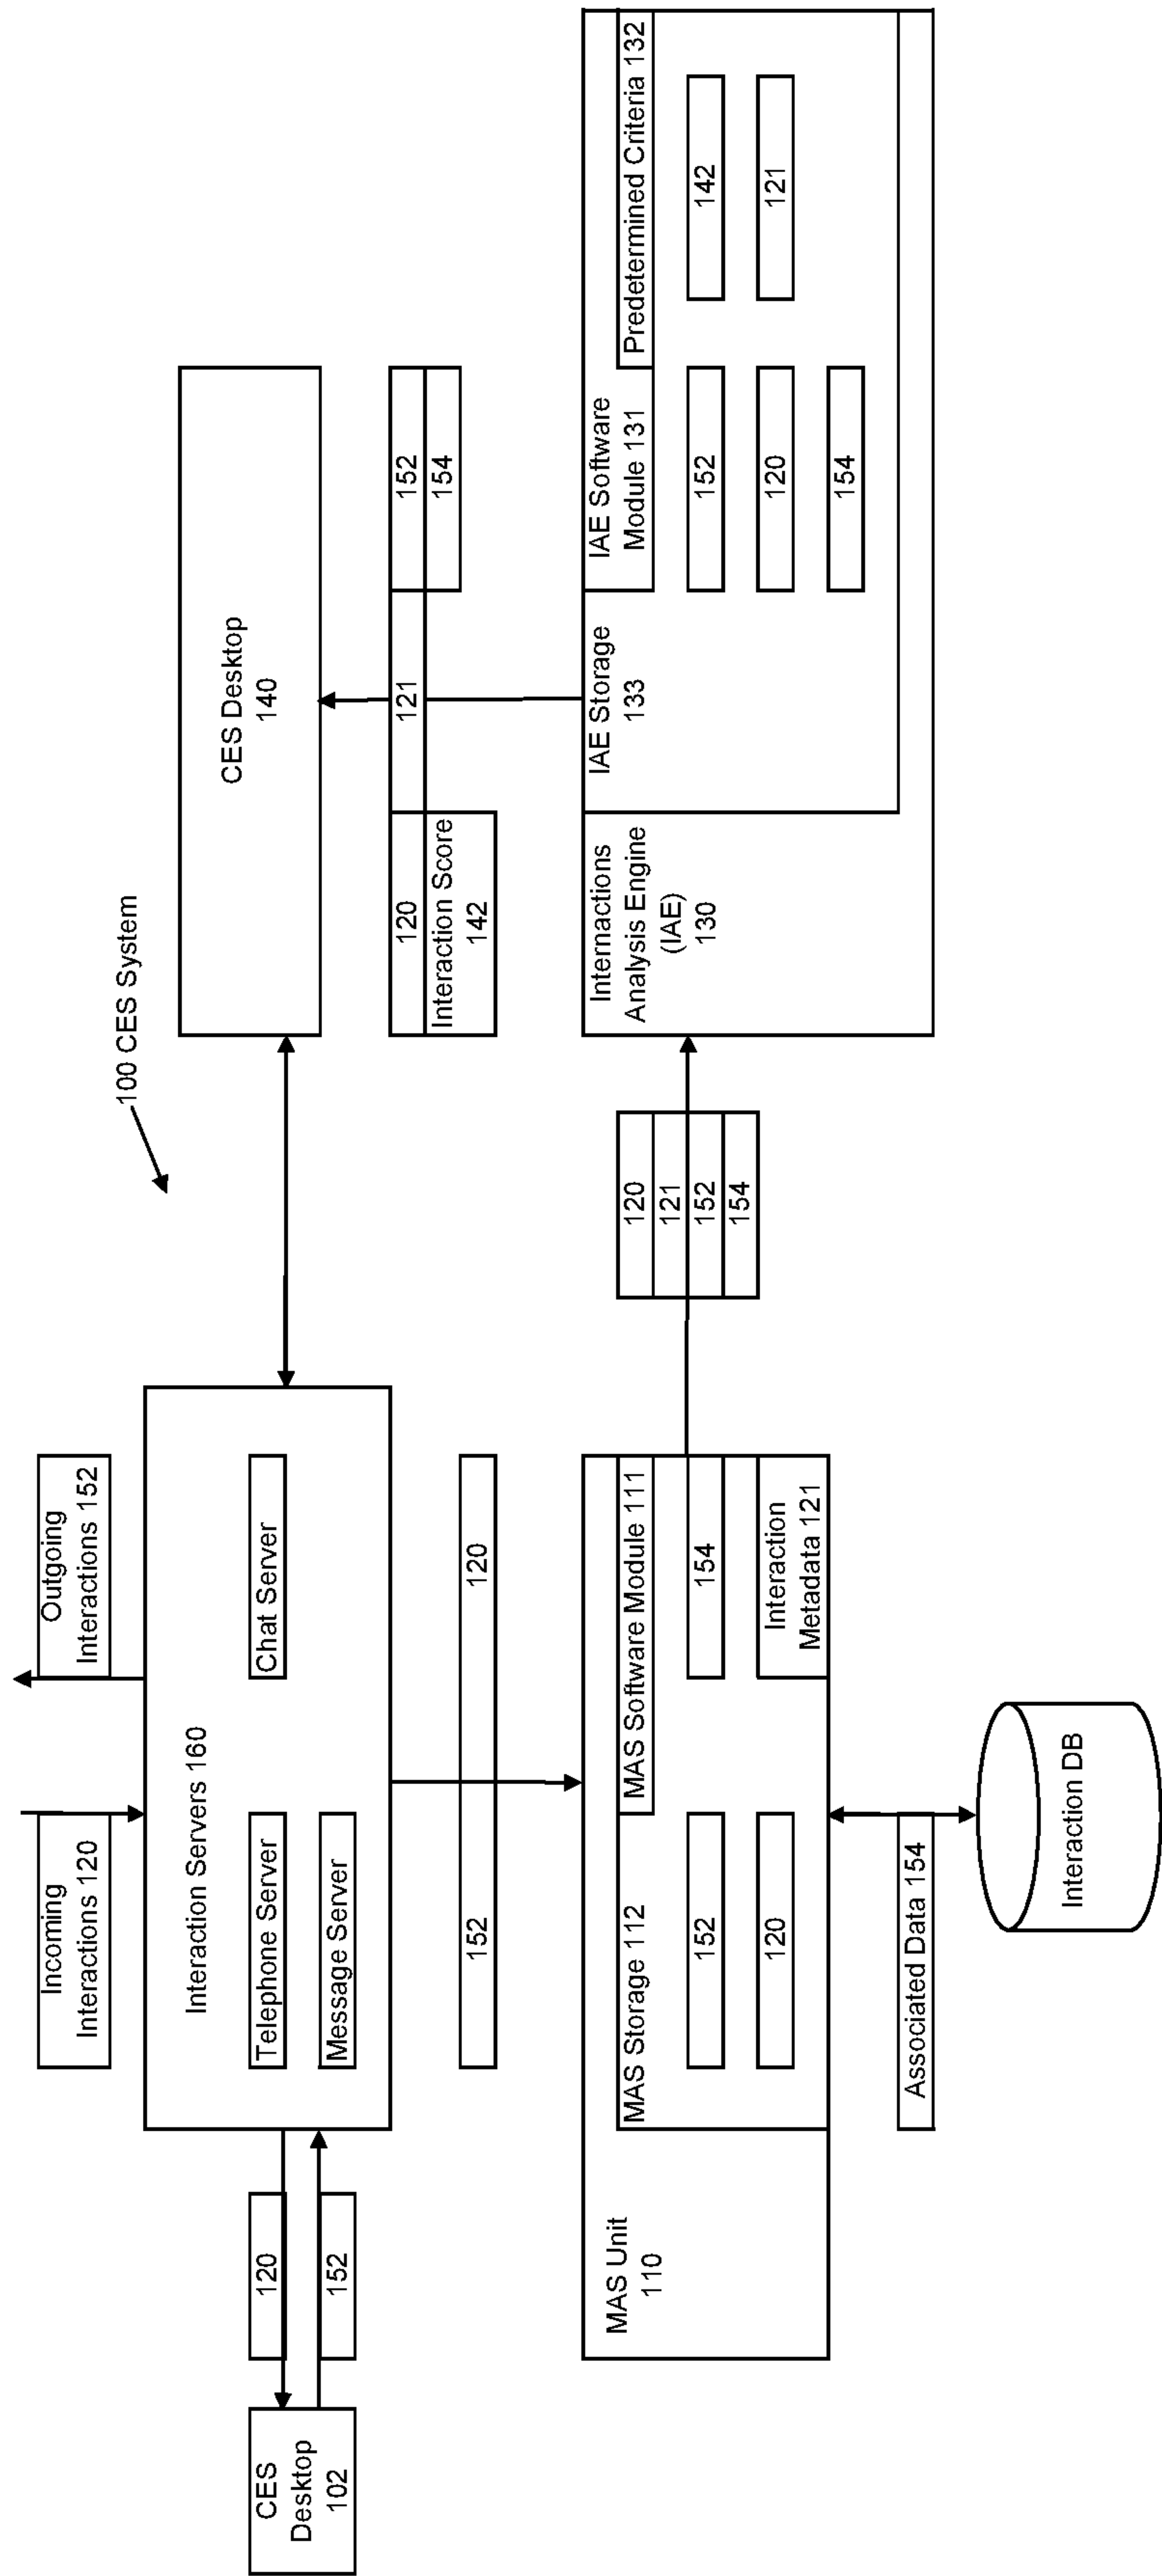 100 CES System
Incoming
Interactions 120
Outgoing
Interactions 152
CES
Desktop
102
120
152
Interaction Servers 160
Telephone Server
Message Server
Chat Server
CES Desktop
140
152
120
120
Interaction Score
142
121
152
154
MAS Unit
110
MAS Storage 112
152
120
MAS Software Module 111
154
Interaction
Metadata 121
120
121
152
154
Internactions
Analysis Engine
(IAE)
130
IAE Storage
133
IAE Software
Module 131
Predetermined Criteria 132
152
120
154
142
121
Associated Data 154
Interaction DB